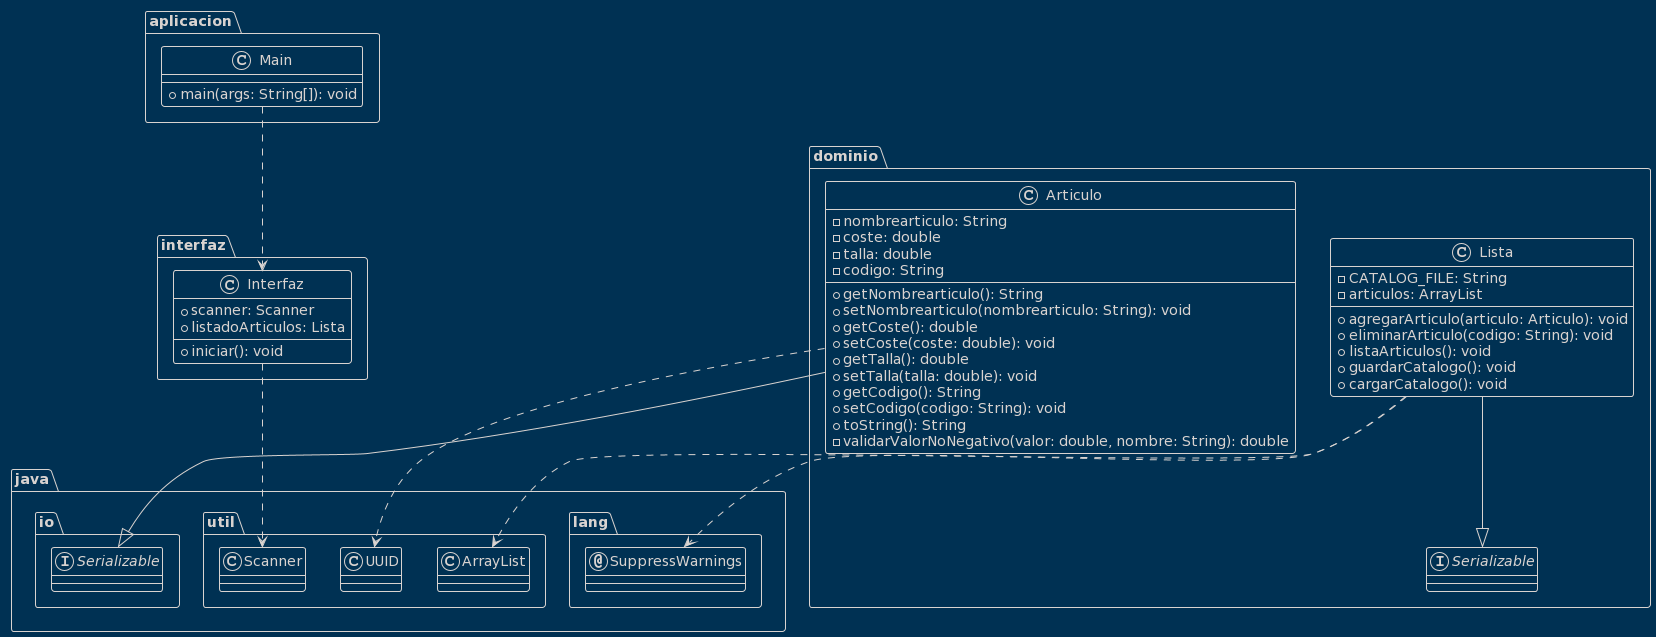 aplicacion
C Main
main(args: String[]): void
interfaz
C Interfaz
scanner: Scanner
listadoArticulos: Lista
iniciar(): void
dominio
C Articulo
nombrearticulo: String
coste: double
talla: double
codigo: String
getNombrearticulo(): String
setNombrearticulo(nombrearticulo: String): void
getCoste(): double
setCoste(coste: double): void
getTalla(): double
setTalla(talla: double): void
getCodigo(): String
setCodigo(codigo: String): void
toString(): String
validarValorNoNegativo(valor: double, nombre: String): double
C Lista
CATALOG_FILE: String
articulos: ArrayList
agregarArticulo(articulo: Articulo): void
eliminarArticulo(codigo: String): void
listaArticulos(): void
guardarCatalogo(): void
cargarCatalogo(): void
I Serializable
java
io
I Serializable
util
C Scanner
C UUID
C ArrayList
lang
@ SuppressWarnings